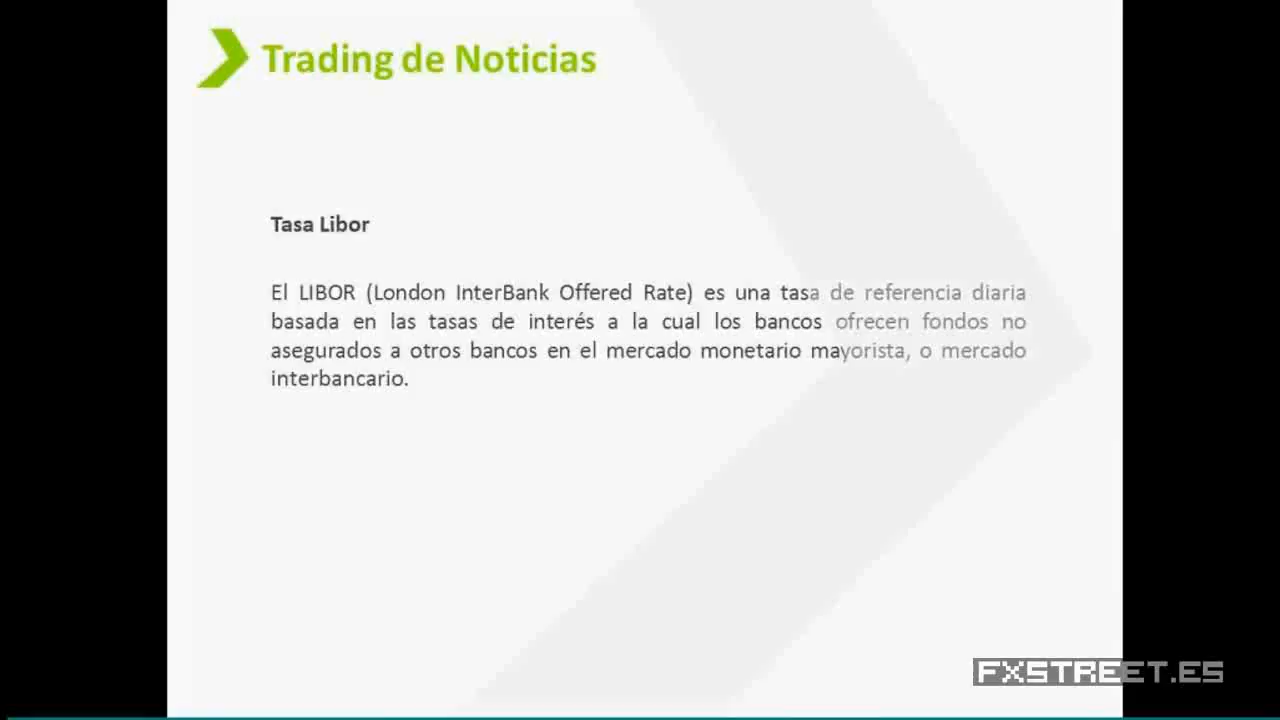 Trading de Noticias
Tasa Libor
El LIBOR (London InterBank Offered Rate) es una tasa de referencia diaria
basada en las tasas de interés a la cual los bancos ofrecen fondos no
asegurados a otros bancos en el mercado monetario mayorista, o mercado
interbancario.
FXSTREET.ES